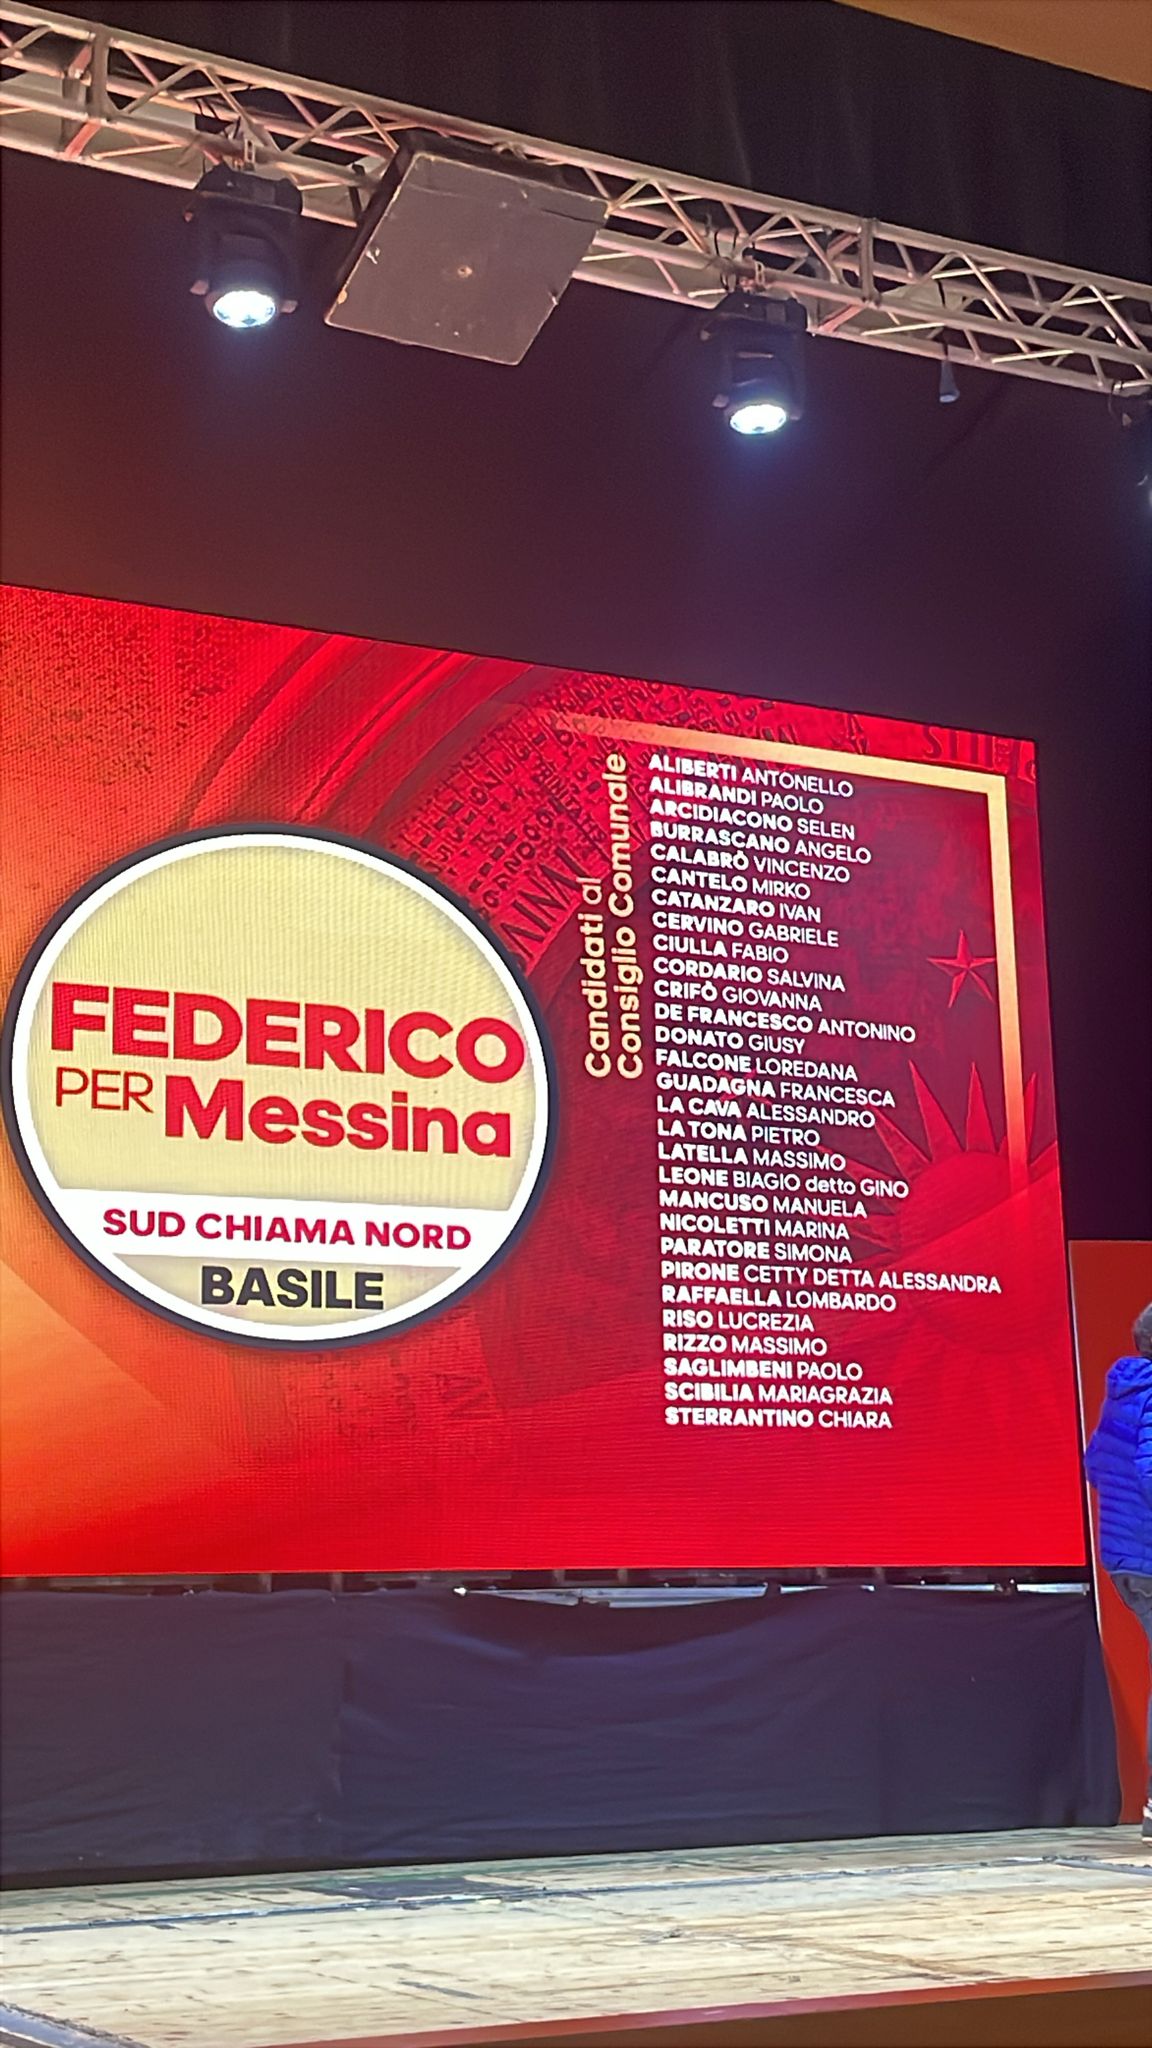 FEDERICO
PER Messina
SUD CHIAMA NORD
BASILE
Candidati al
Consiglio Comunale
ALIBERTI ANTONELLO
ALIBRANDI PAOLO
ARCIDIACONO SELEN
BURRASCANO ANGELO
CALABRÒ VINCENZO
CANTELO MIRKO
CATANZARO IVAN
CERVINO GABRIELE
CIULLA FABIO
CORDARIO SALVINA
CRIFÒ GIOVANNA
DE FRANCESCO ANTONINO
DONATO GIUSY
FALCONE LOREDANA
GUADAGNA FRANCESCA
LA CAVA ALESSANDRO
LA TONA PIETRO
LATELLA MASSIMO
LEONE BIAGIO detto GINO
MANCUSO MANUELA
NICOLETTI MARINA
PARATORE SIMONA
PIRONE CETTY DETTA ALESSANDRA
RAFFAELLA LOMBARDO
RISO LUCREZIA
RIZZO MASSIMO
SAGLIMBENI PAOLO
SCIBILIA MARIAGRAZIA
STERRANTINO CHIARA